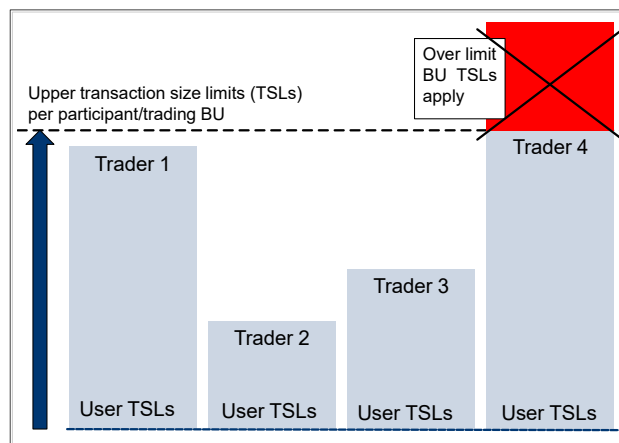 Over limit
BU TSLs
apply
Upper transaction size limits (TSLs)
per participant/trading BU
Trader 1
Trader 4
Trader 3
Trader 2
User TSLs
User TSLs
User TSLs
User TSLs